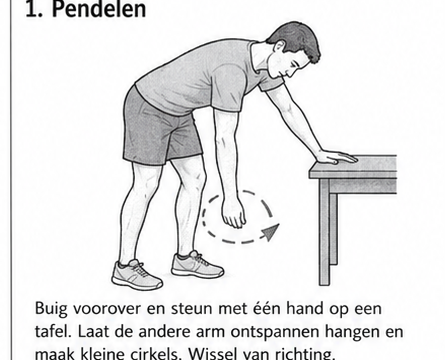 1. Pendelen
Buig voorover en steun met één hand op een
tafel. Laat de andere arm ontspannen hangen en
maak kleine cirkels. Wissel van richting.